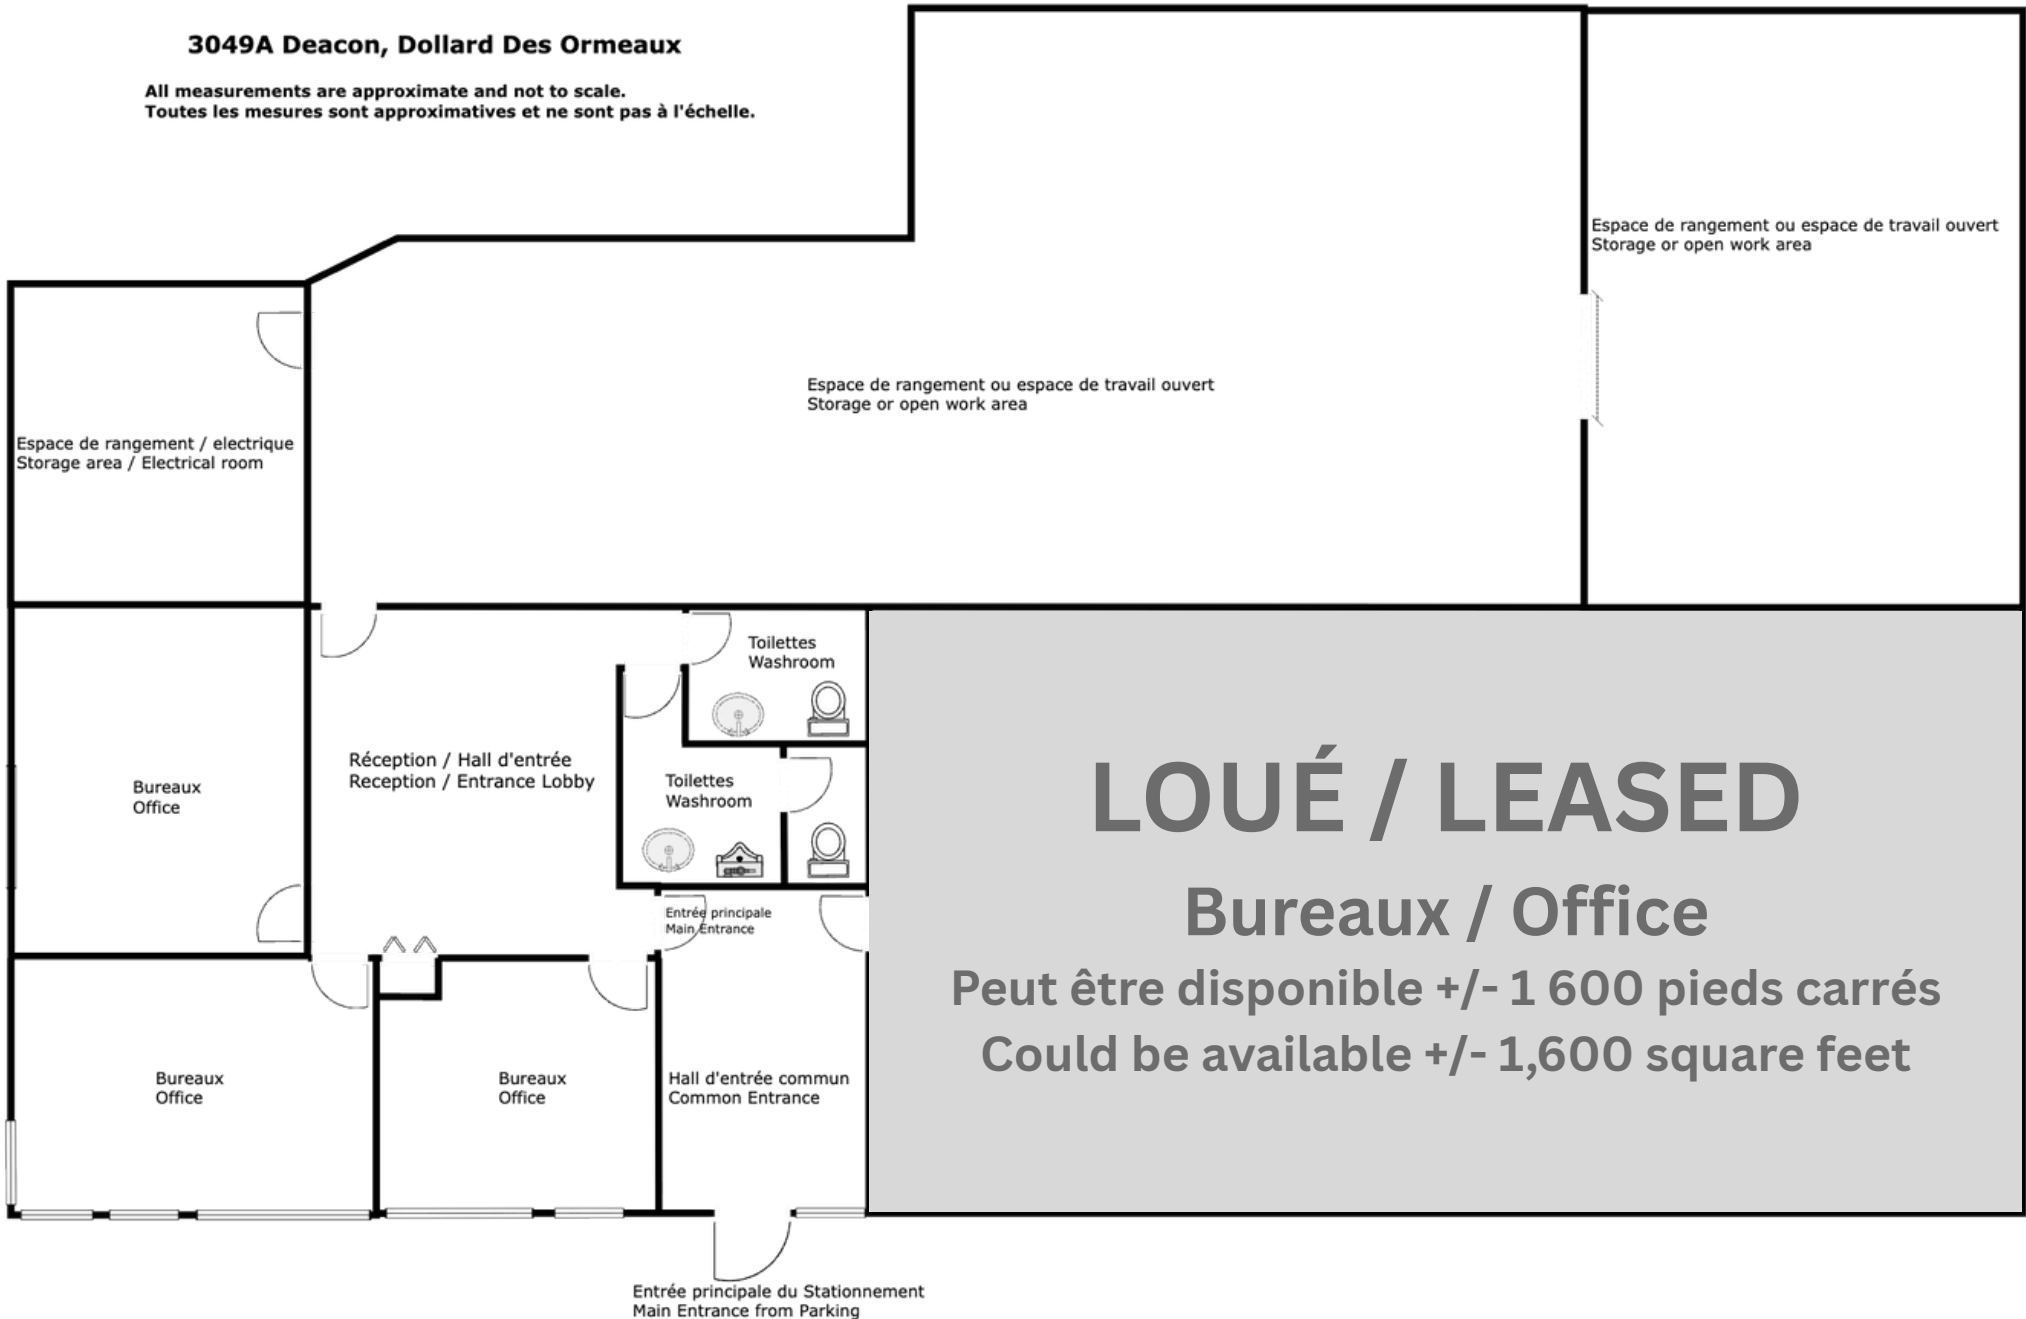 3049A Deacon, Dollard Des Ormeaux
All measurements are approximate and not to scale.
Toutes les mesures sont approximatives et ne sont pas à l'échelle.
Espace de rangement ou espace de travail ouvert
Storage or open work area
Espace de rangement ou espace de travail ouvert
Storage or open work area
Espace de rangement / electrique
Storage area / Electrical room
Toilettes
Washroom
Réception / Hall d'entrée
Reception / Entrance Lobby
Toilettes
Washroom
Bureaux
Office
LOUÉ / LEASED
Bureaux / Office
Peut être disponible +/- 1 600 pieds carrés
Could be available +/- 1,600 square feet
Entrée principale
Main Entrance
Bureaux
Office
Bureaux
Office
Hall d'entrée commun
Common Entrance
Entrée principale du Stationnement
Main Entrance from Parking